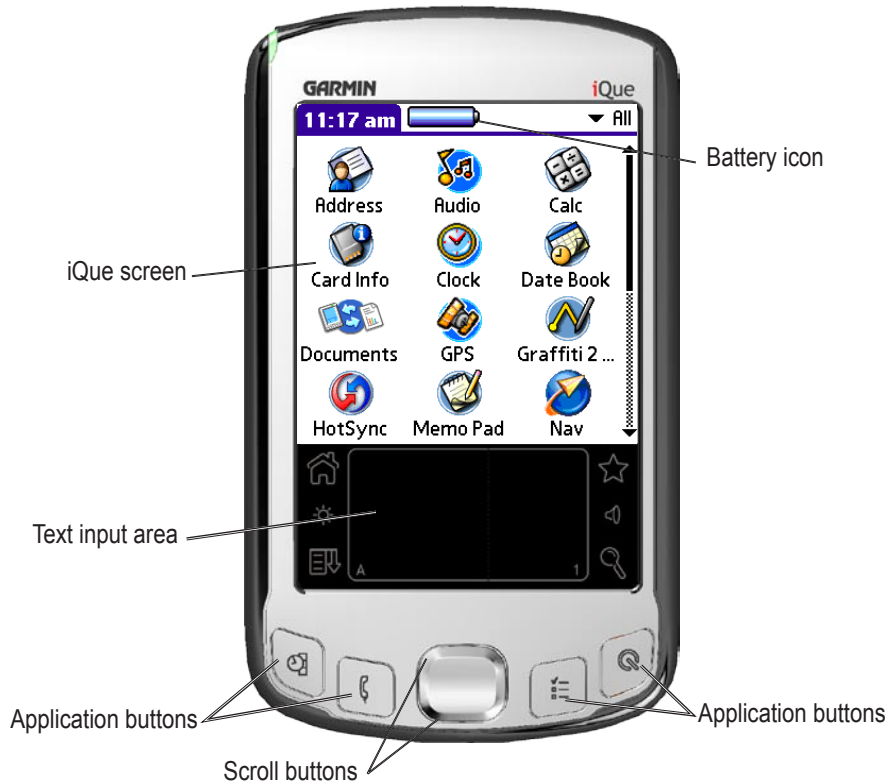 GARMIN
iQue
11:17 am
All
Battery icon
Address
Audio
Calc
iQue screen
Card Info
Clock
Date Book
Documents
GPS
Graffiti 2 ...
HotSync
Memo Pad
Nav
Text input area
A
1
Application buttons
Application buttons
Scroll buttons